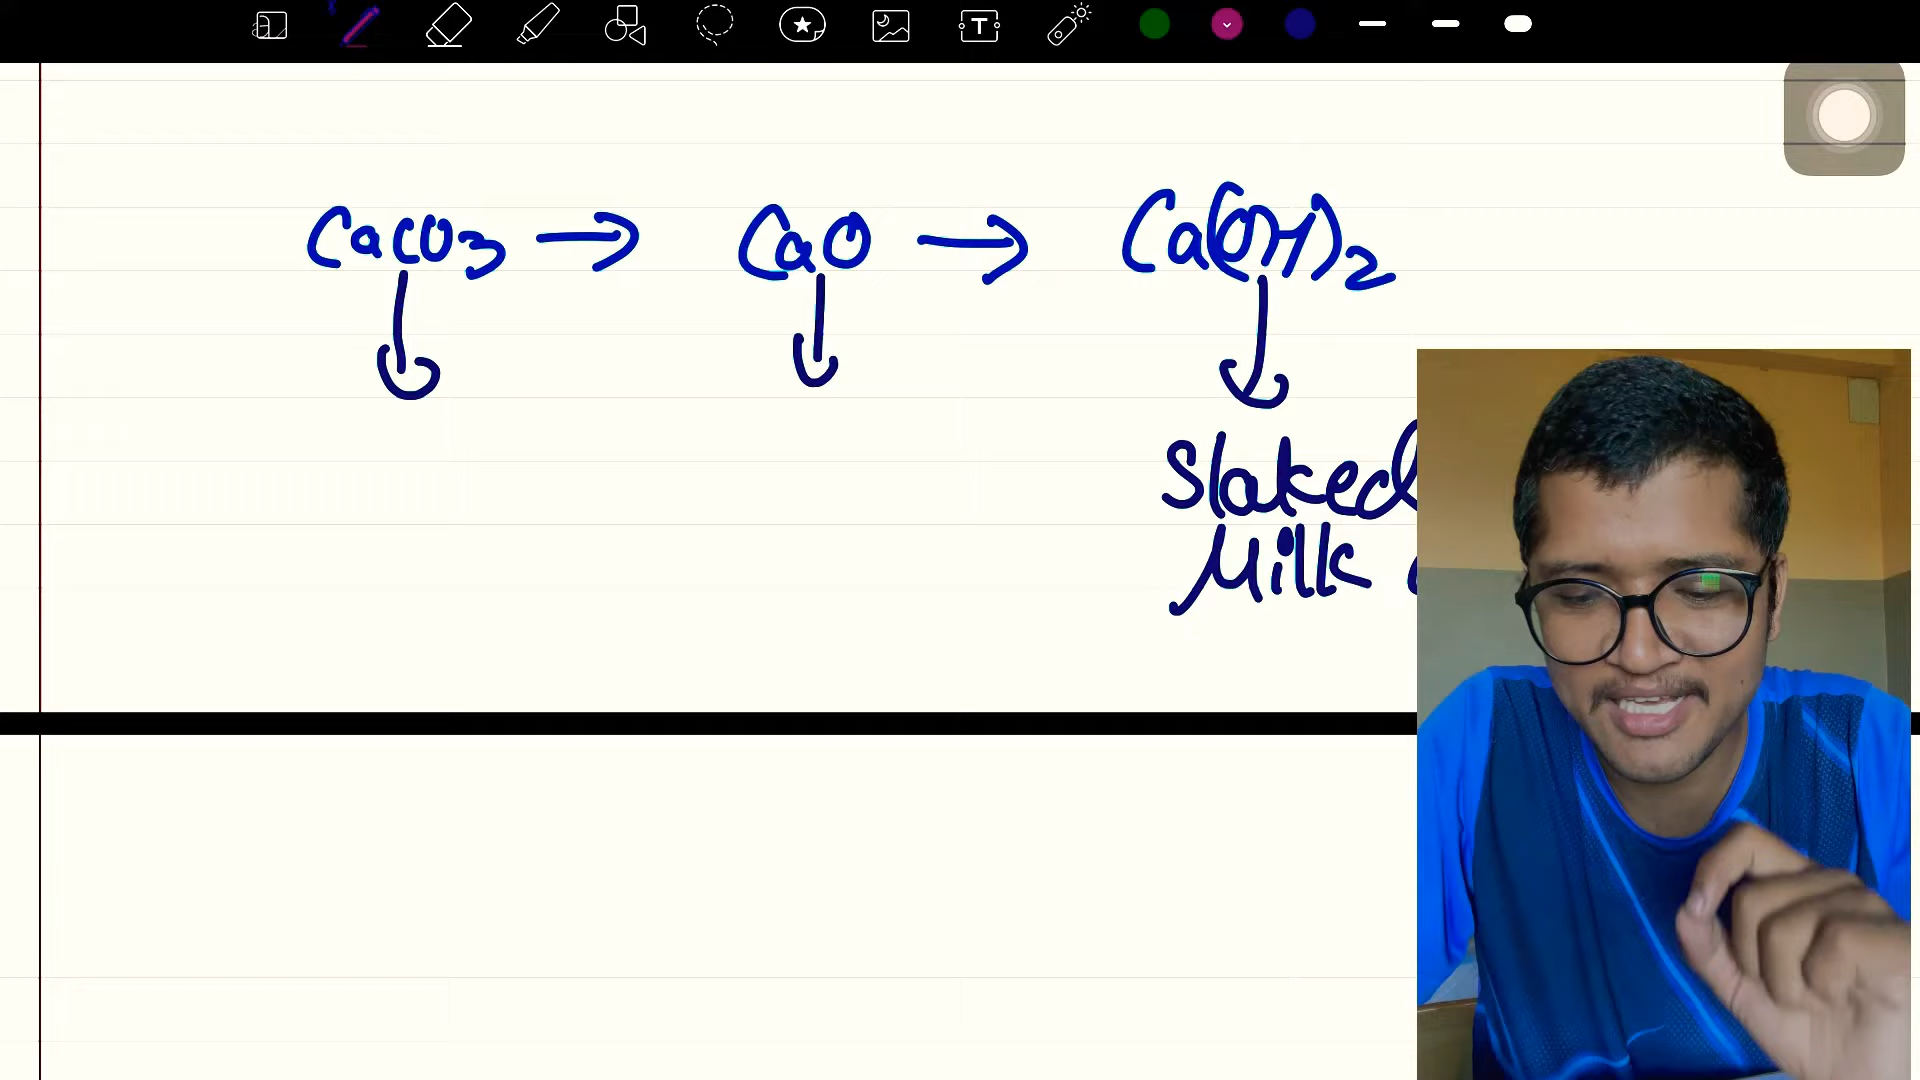 CaCO3 → CaO → Ca(OH)2
Slaked
Milk